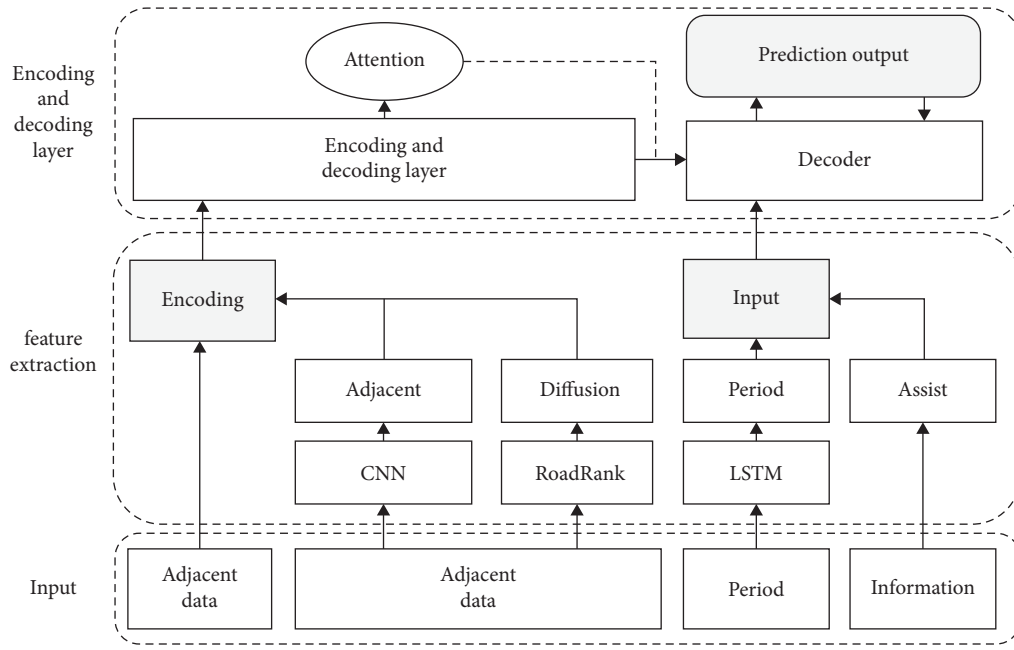 Encoding
and
decoding
layer
Attention
Prediction output
Encoding and
decoding layer
Decoder
feature
extraction
Encoding
Input
Adjacent
Diffusion
Period
Assist
CNN
RoadRank
LSTM
Input
Adjacent
data
Adjacent
data
Period
Information